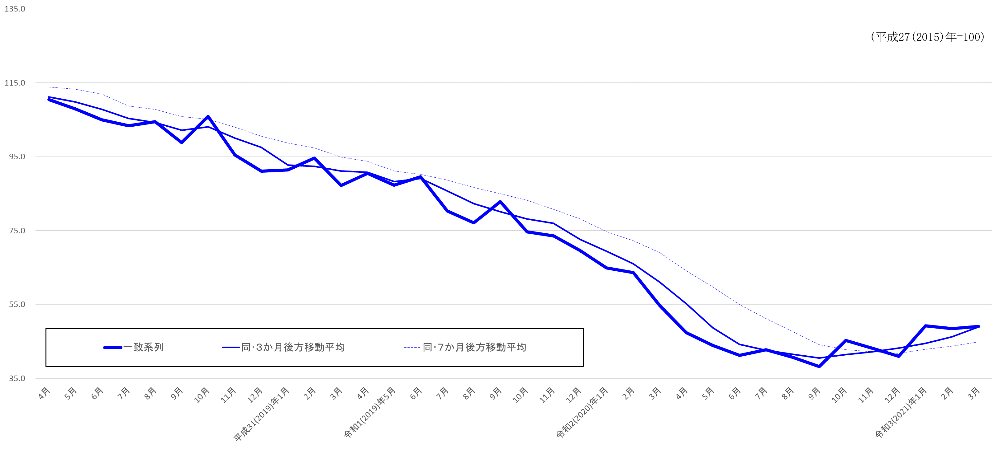 135.0
(平成27(2015)年=100)
115.0
95.0
75.0
55.0
一致系列
同・3か月後方移動平均
同・7か月後方移動平均
35.0
4月
5月
6月
7月
8月
9月
10月
11月
12月
平成31(2019)年1月
2月
3月
4月
令和1(2019)年5月
6月
7月
8月
9月
10月
11月
12月
令和2(2020)年1月
2月
3月
4月
5月
6月
7月
8月
9月
10月
11月
12月
令和3(2021)年1月
2月
3月